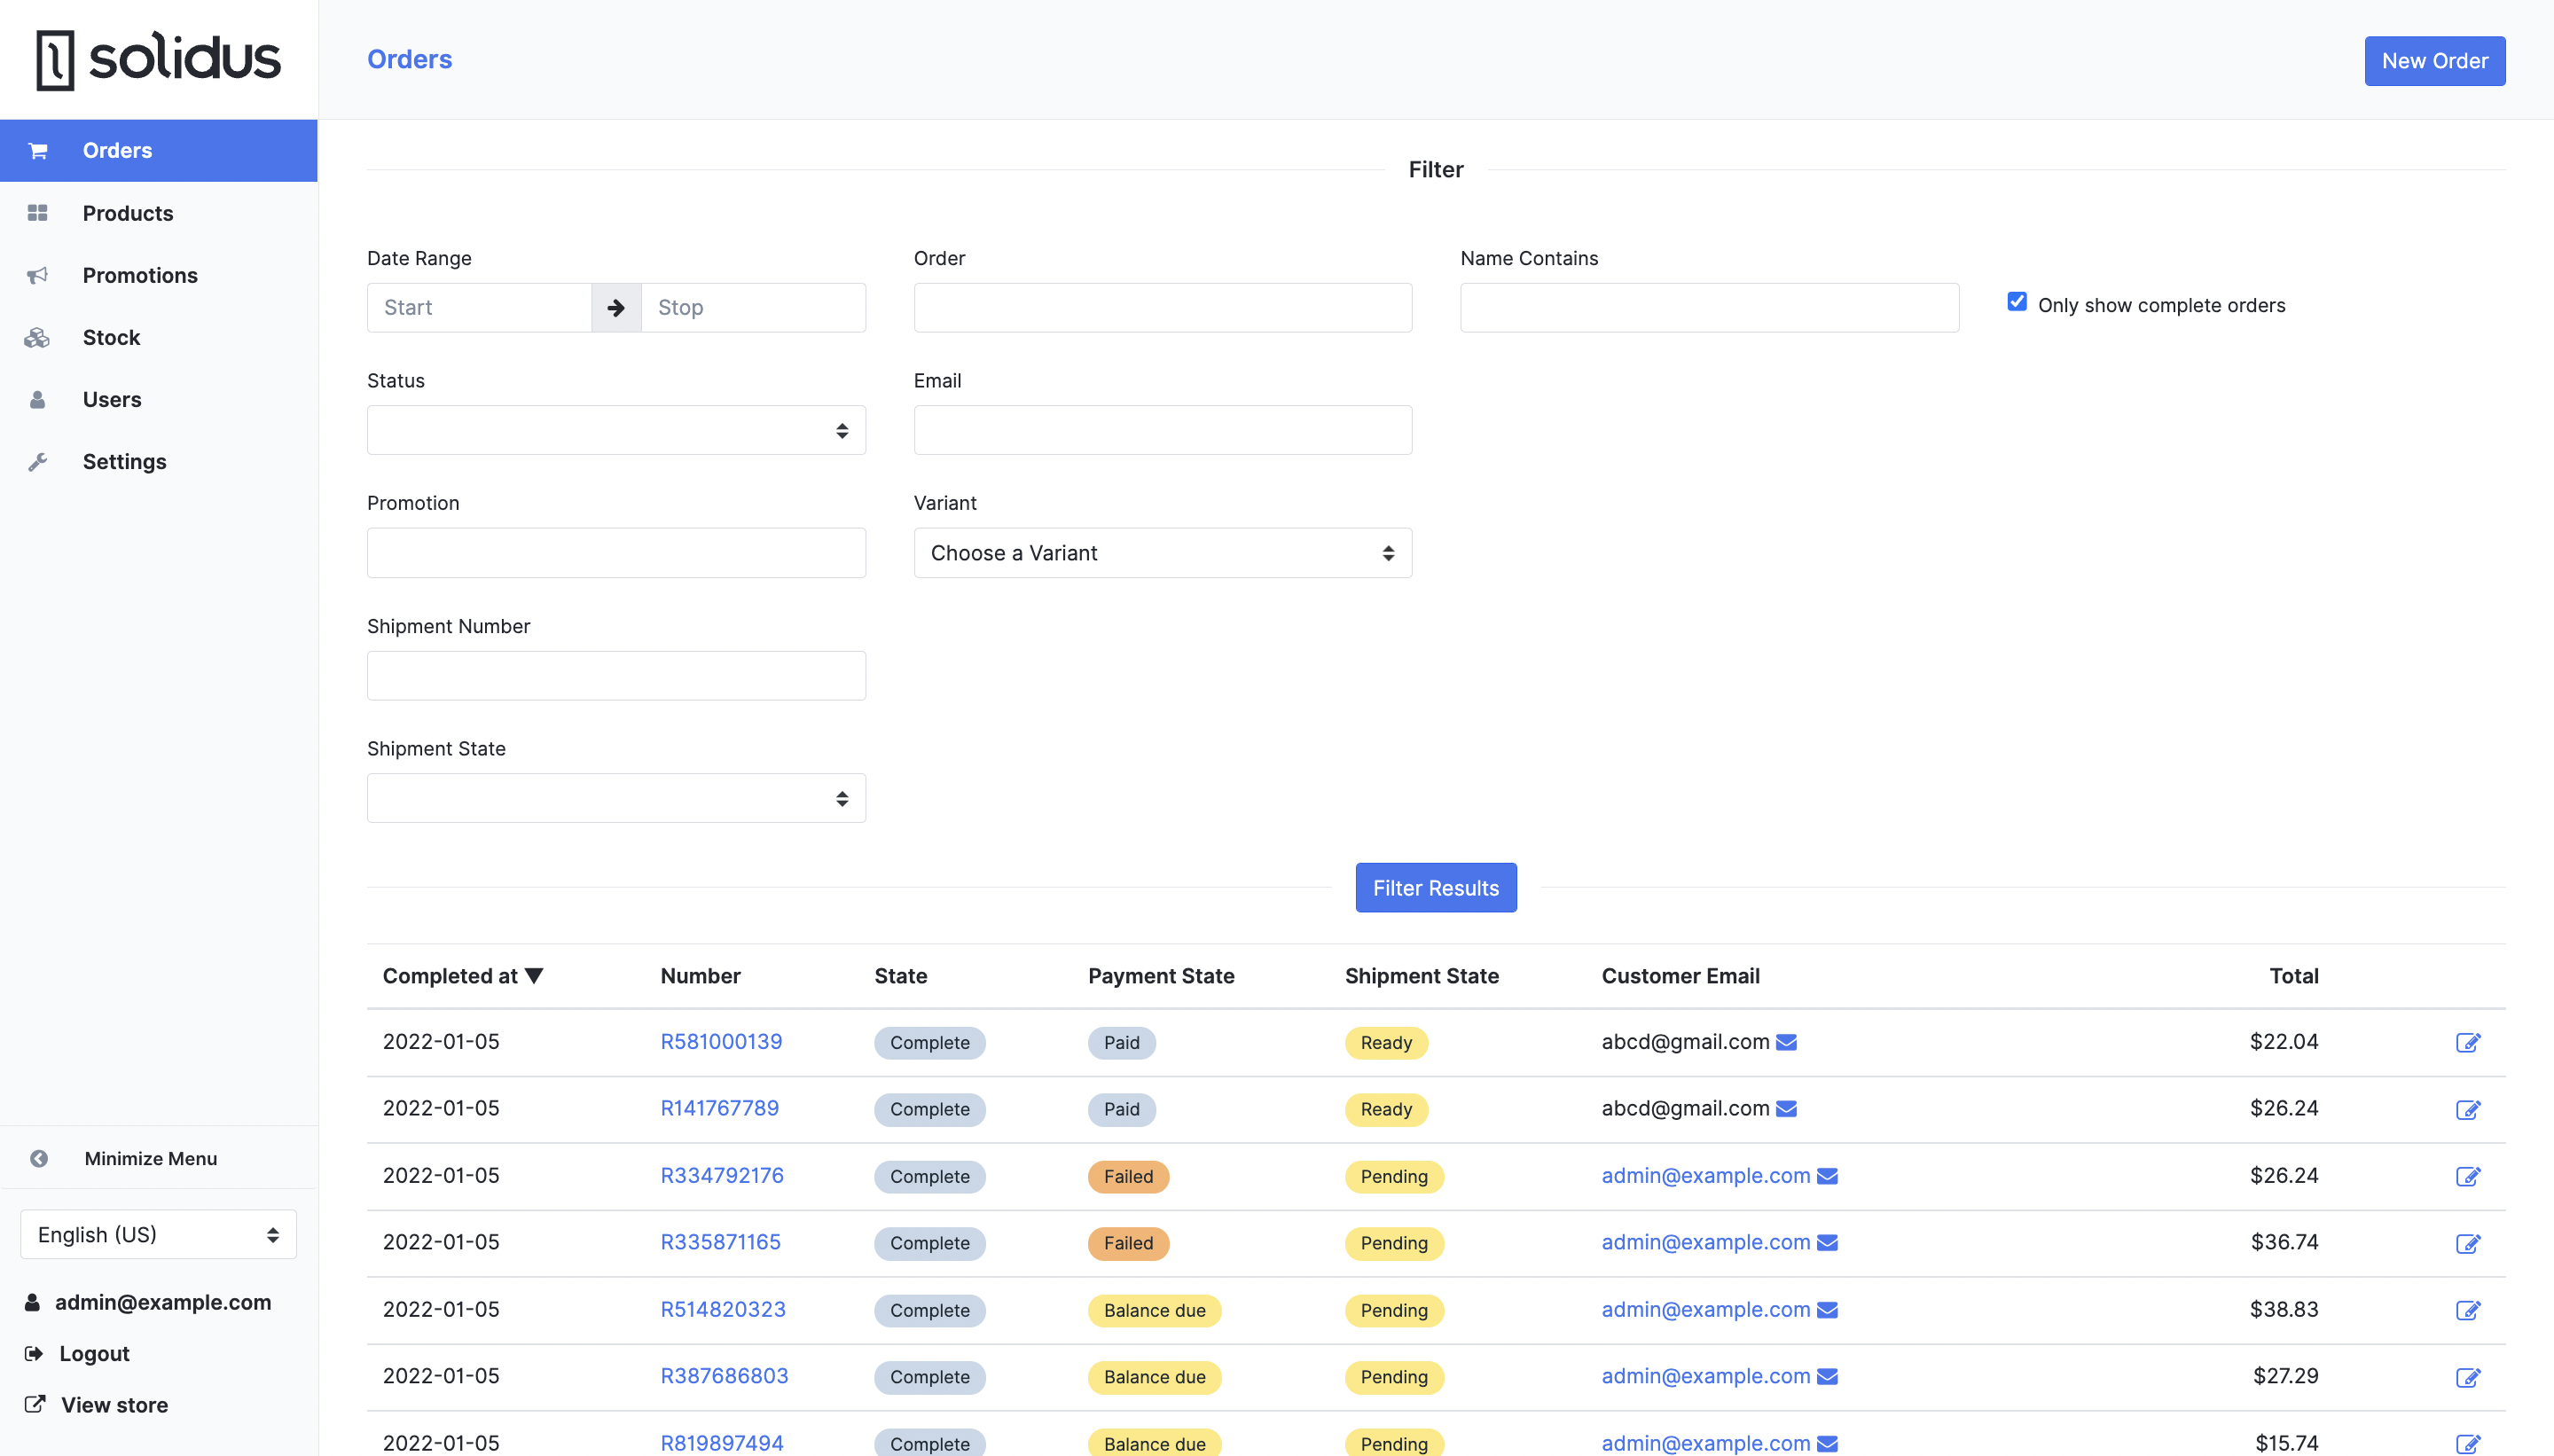 solidus
Orders
New Order
Orders
Products
Promotions
Stock
Users
Settings
Minimize Menu
English (US)
admin@example.com
Logout
View store
Filter
Date Range
Start
Stop
Order
Name Contains
Only show complete orders
Status
Email
Promotion
Variant
Choose a Variant
Shipment Number
Shipment State
Filter Results
Completed at ▼ Number State Payment State Shipment State Customer Email Total
2022-01-05 R581000139 Complete Paid Ready abcd@gmail.com $22.04
2022-01-05 R141767789 Complete Paid Ready abcd@gmail.com $26.24
2022-01-05 R334792176 Complete Failed Pending admin@example.com $26.24
2022-01-05 R335871165 Complete Failed Pending admin@example.com $36.74
2022-01-05 R514820323 Complete Balance due Pending admin@example.com $38.83
2022-01-05 R387686803 Complete Balance due Pending admin@example.com $27.29
2022-01-05 R819897494 Complete Balance due Pending admin@example.com $15.74